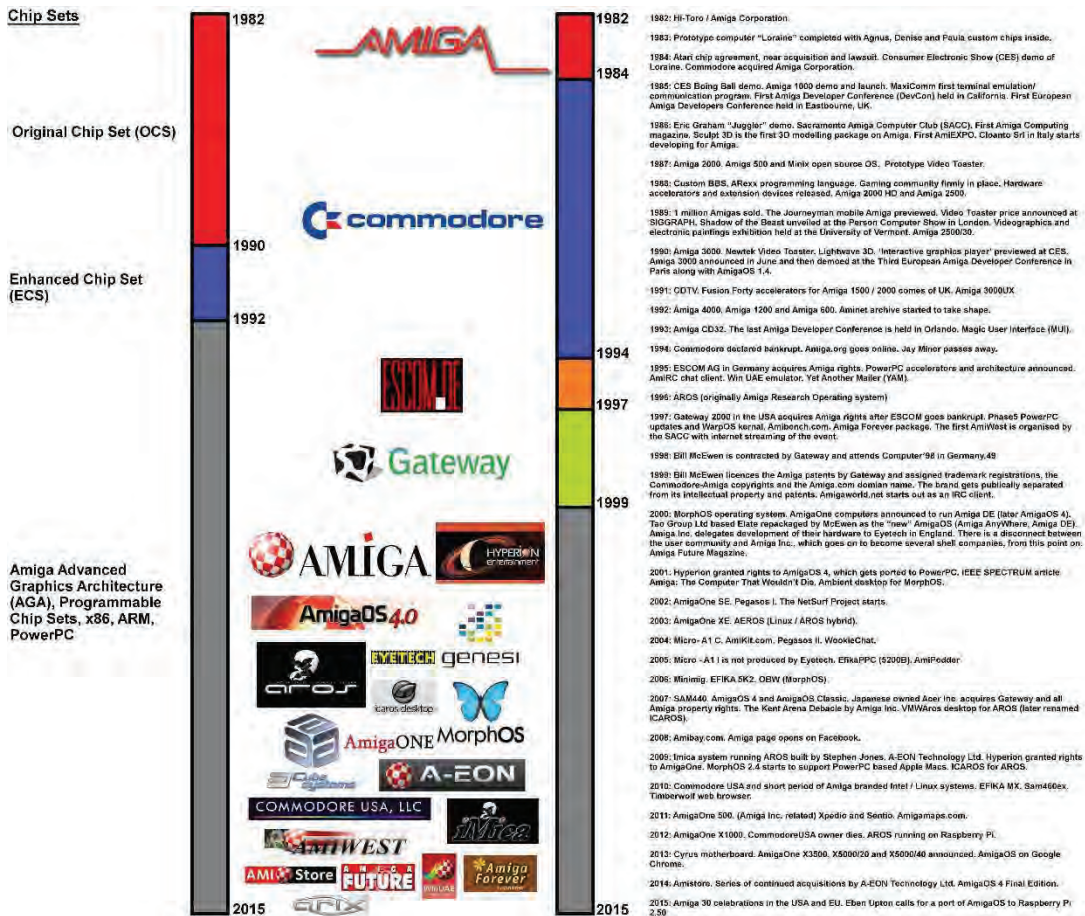 Chip Sets
1982
Original Chip Set (OCS)
1990
Enhanced Chip Set
(ECS)
1992
Amiga Advanced
Graphics Architecture
(AGA), Programmable
Chip Sets, x86, ARM,
PowerPC
2015
AMIGA
commodore
ESCOM.DE
Gateway
AMIGA
HYPERION
entertainment
AmigaOS 4.0
EYETECH
genesi
aros
icaros desktop
AmigaONE
MorphOS
aCube
systems
A-EON
COMMODORE USA, LLC
iMica
AMIWEST
AMI Store
AMIGA
FUTURE
WinUAE
Amiga
Forever
arix
1982
1984
1994
1997
1999
2015
1982: Hi-Toro / Amiga Corporation.
1983: Prototype computer “Loraine” completed with Agnus, Denise and Paula custom chips inside.
1984: Atari chip agreement, near acquisition and lawsuit. Consumer Electronic Show (CES) demo of
Loraine. Commodore acquired Amiga Corporation.
1985: CES Boing Ball demo. Amiga 1000 demo and launch. MaxiComm first terminal emulation/
communication program. First Amiga Developer Conference (DevCon) held in California. First European
Amiga Developers Conference held in Eastbourne, UK.
1986: Eric Graham “Juggler” demo. Sacramento Amiga Computer Club (SACC). First Amiga Computing
magazine. Sculpt 3D is the first 3D modelling package on Amiga. First AmiEXPO. Cloanto Srl in Italy starts
developing for Amiga.
1987: Amiga 2000. Amiga 500 and Minix open source OS. Prototype Video Toaster.
1988: Custom BBS, ARexx programming language. Gaming community firmly in place. Hardware
accelerators and extension devices released. Amiga 2000 HD and Amiga 2500.
1989: 1 million Amigas sold. The Journeyman mobile Amiga previewed. Video Toaster price announced at
SIGGRAPH, Shadow of the Beast unveiled at the Person Computer Show in London. Videographics and
electronic paintings exhibition held at the University of Vermont. Amiga 2500/30.
1990: Amiga 3000. Newtek Video Toaster. Lightwave 3D. ‘Interactive graphics player’ previewed at CES.
Amiga 3000 announced in June and then demoed at the Third European Amiga Developer Conference in
Paris along with AmigaOS 1.4.
1991: CDTV. Fusion Forty accelerators for Amiga 1500 / 2000 comes of UK. Amiga 3000UX
1992: Amiga 4000, Amiga 1200 and Amiga 600. Aminet archive started to take shape.
1993: Amiga CD32. The last Amiga Developer Conference is held in Orlando. Magic User Interface (MUI).
1994: Commodore declared bankrupt. Amiga.org goes online. Jay Miner passes away.
1995: ESCOM AG in Germany acquires Amiga rights. PowerPC accelerators and architecture announced.
AmIRC chat client. Win UAE emulator. Yet Another Mailer (YAM).
1996: AROS (originally Amiga Research Operating system)
1997: Gateway 2000 in the USA acquires Amiga rights after ESCOM goes bankrupt. Phase5 PowerPC
updates and WarpOS kernal. Amibench.com. Amiga Forever package. The first AmiWest is organised by
the SACC with internet streaming of the event.
1998: Bill McEwen is contracted by Gateway and attends Computer'98 in Germany.49
1999: Bill McEwen licences the Amiga patents by Gateway and assigned trademark registrations, the
Commodore-Amiga copyrights and the Amiga.com domian name. The brand gets publically separated
from its intellectual property and patents. Amigaworld.net starts out as an IRC client.
2000: MorphOS operating system. AmigaOne computers announced to run Amiga DE (later AmigaOS 4).
Tao Group Ltd based Elate repackaged by McEwen as the “new” AmigaOS (Amiga AnyWhere, Amiga DE).
Amiga Inc. delegates development of their hardware to Eyetech in England. There is a disconnect between
the user community and Amiga Inc., which goes on to become several shell companies, from this point on.
Amiga Future Magazine.
2001: Hyperion granted rights to AmigaOS 4, which gets ported to PowerPC. IEEE SPECTRUM article
Amiga: The Computer That Wouldn't Die. Ambient desktop for MorphOS.
2002: AmigaOne SE. Pegasos I. The NetSurf Project starts.
2003: AmigaOne XE. AEROS (Linux / AROS hybrid).
2004: Micro- A1 C. AmiKit.com. Pegasos II. WookieChat.
2005: Micro - A1 I is not produced by Eyetech. EfikaPPC (5200B). AmiPodder
2006: Minimig. EFIKA 5K2. OBW (MorphOS).
2007: SAM440. AmigaOS 4 and AmigaOS Classic. Japanese owned Acer Inc. acquires Gateway and all
Amiga property rights. The Kent Arena Debacle by Amiga Inc. VMWAros desktop for AROS (later renamed
ICAROS).
2008: Amibay.com. Amiga page opens on Facebook.
2009: Imica system running AROS built by Stephen Jones. A-EON Technology Ltd. Hyperion granted rights
to AmigaOne. MorphOS 2.4 starts to support PowerPC based Apple Macs. ICAROS for AROS.
2010: Commodore USA and short period of Amiga branded Intel / Linux systems. EFIKA MX. Sam460ex.
Timberwolf web browser.
2011: AmigaOne 500. (Amiga Inc. related) Xpedio and Sentio. Amigamaps.com.
2012: AmigaOne X1000. CommodoreUSA owner dies. AROS running on Raspberry Pi.
2013: Cyrus motherboard. AmigaOne X3500, X5000/20 and X5000/40 announced. AmigaOS on Google
Chrome.
2014: Amistore. Series of continued acquisitions by A-EON Technology Ltd. AmigaOS 4 Final Edition.
2015: Amiga 30 celebrations in the USA and EU. Eben Upton calls for a port of AmigaOS to Raspberry Pi
2.50